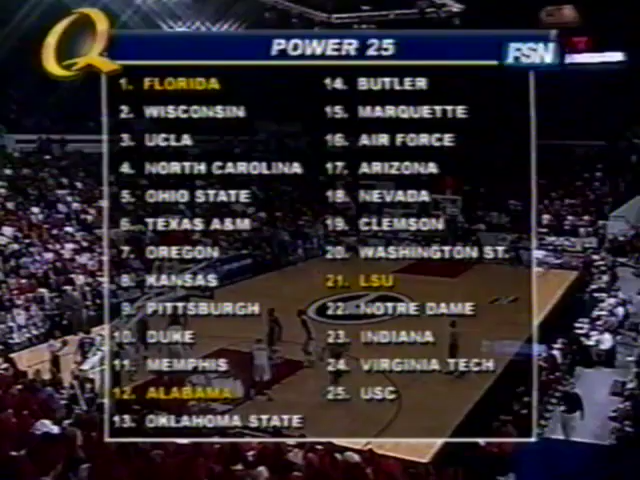 Q
POWER 25
FSN
1. FLORIDA
2. WISCONSIN
3. UCLA
4. NORTH CAROLINA
5. OHIO STATE
6. TEXAS A&M
7. OREGON
8. KANSAS
9. PITTSBURGH
10. DUKE
11. MEMPHIS
12. ALABAMA
13. OKLAHOMA STATE
14. BUTLER
15. MARQUETTE
16. AIR FORCE
17. ARIZONA
18. NEVADA
19. CLEMSON
20. WASHINGTON ST.
21. LSU
22. NOTRE DAME
23. INDIANA
24. VIRGINIA TECH
25. USC